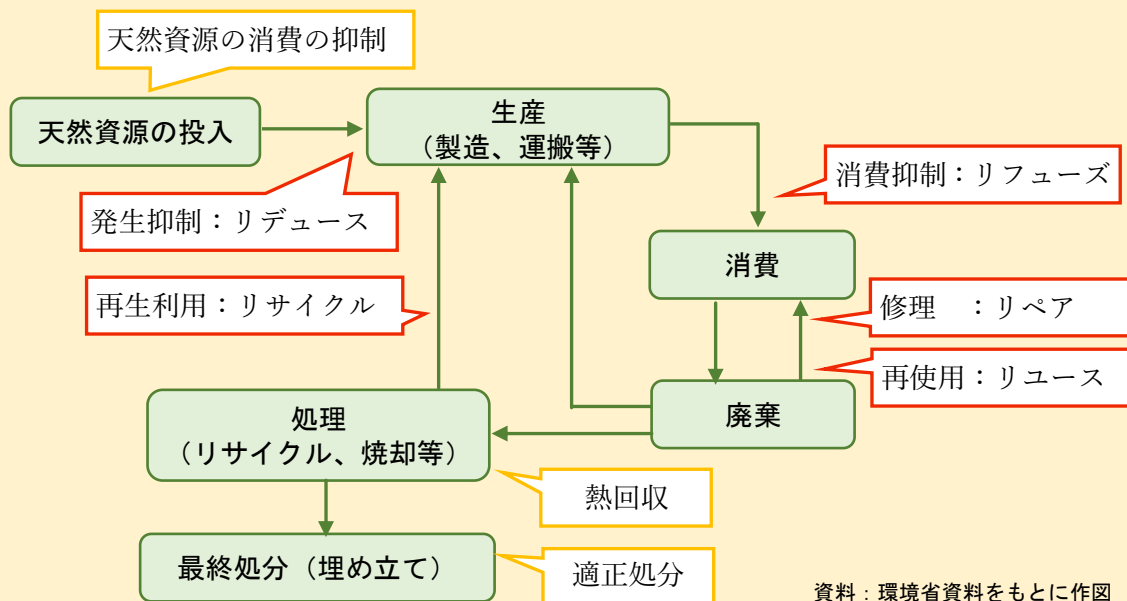 天然資源の消費の抑制
天然資源の投入
生産
（製造、運搬等）
消費抑制：リフューズ
発生抑制：リデュース
消費
再生利用：リサイクル
修理　：リペア
再使用：リユース
処理
（リサイクル、焼却等）
廃棄
熱回収
最終処分（埋め立て）
適正処分
資料：環境省資料をもとに作図